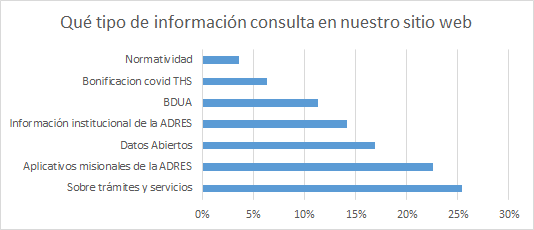 Qué tipo de información consulta en nuestro sitio web
Normatividad
Bonificacion covid THS
BDUA
Información institucional de la ADRES
Datos Abiertos
Aplicativos misionales de la ADRES
Sobre trámites y servicios
0% 5% 10% 15% 20% 25% 30%